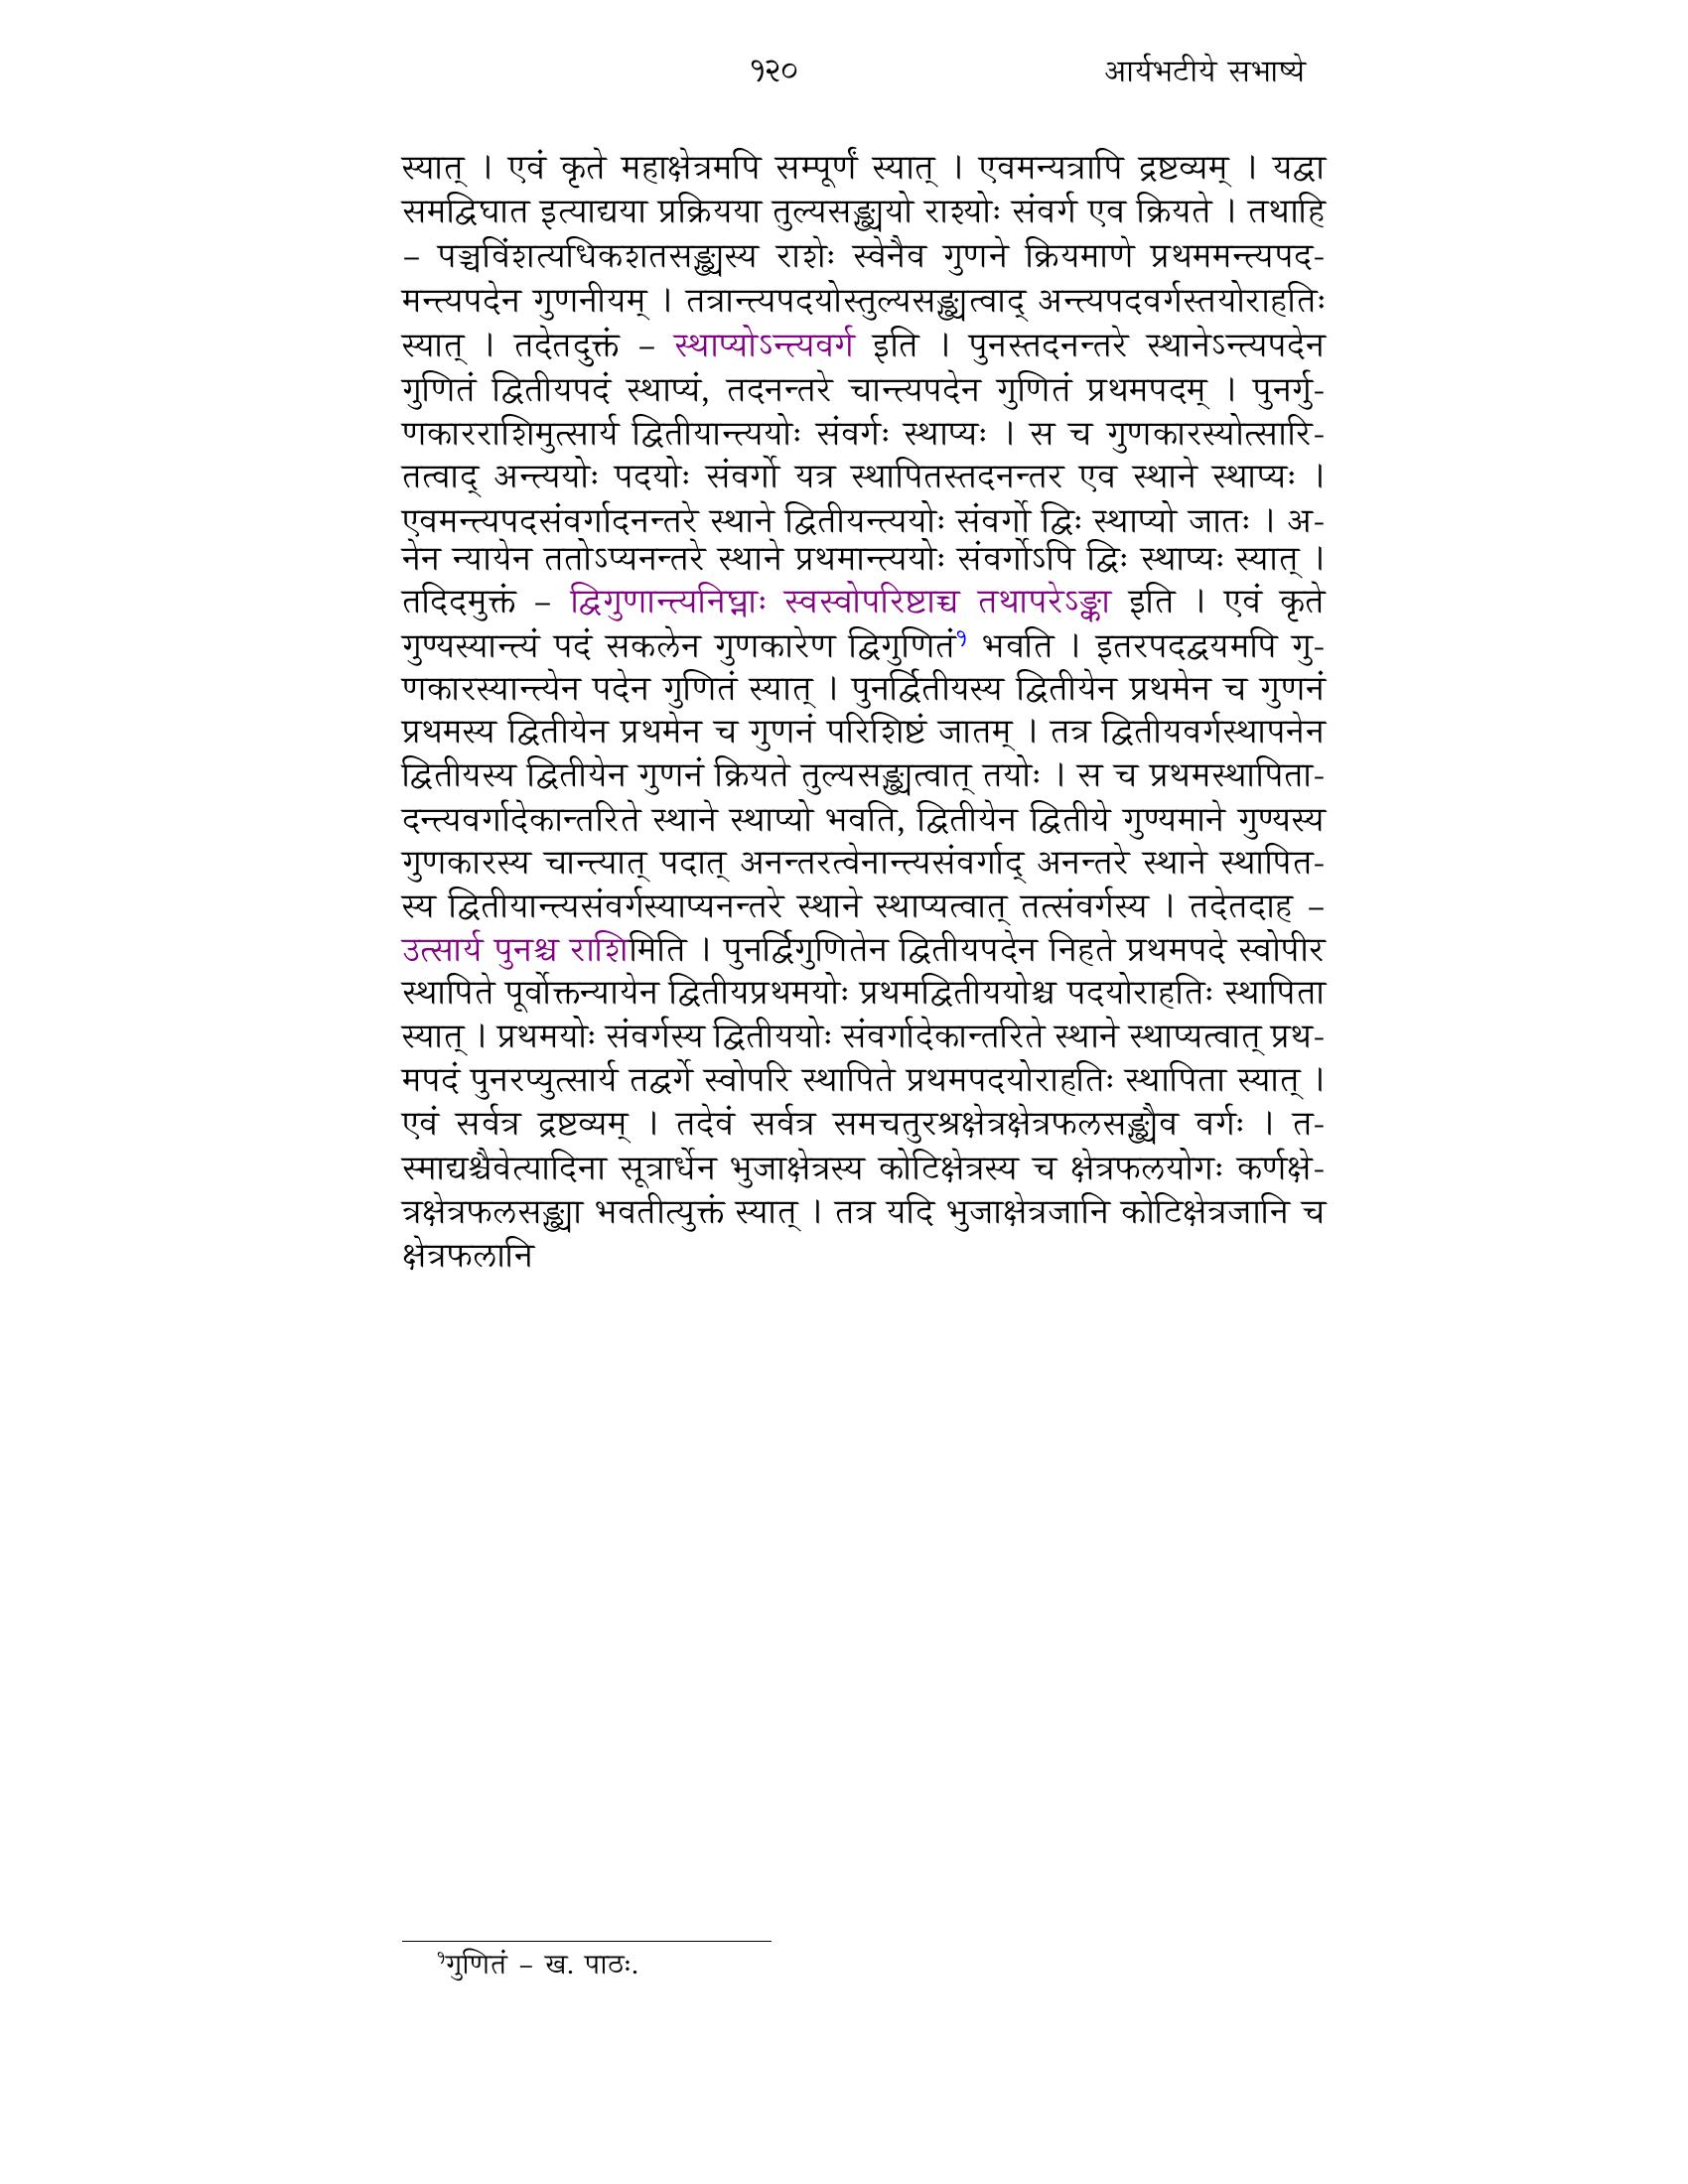 १२० आर्यभटीये सभाष्ये
स्यात् । एवं कृते महाक्षेत्रमपि सम्पूर्णं स्यात् । एवमन्यत्रापि द्रष्टव्यम् । यद्वा
समद्विघात इत्याद्यया प्रक्रियया तुल्यसङ्ख्ययो राश्योः संवर्ग एव क्रियते । तथाहि
– पञ्चविंशत्यधिकशतसङ्ख्यस्य राशेः स्वेनैव गुणने क्रियमाणे प्रथममन्त्यपद-
मन्त्यपदेन गुणनीयम् । तत्रान्त्यपदयोस्तुल्यसङ्ख्यत्वाद् अन्त्यपदवर्गस्तयोराहतिः
स्यात् । तदेतदुक्तं – स्थाप्योऽन्त्यवर्ग इति । पुनस्तदनन्तरे स्थानेऽन्त्यपदेन
गुणितं द्वितीयपदं स्थाप्यं, तदनन्तरे चान्त्यपदेन गुणितं प्रथमपदम् । पुनर्गु-
णकारराशिमुत्सार्य द्वितीयान्त्ययोः संवर्गः स्थाप्यः । स च गुणकारस्योत्सारि-
तत्वाद् अन्त्ययोः पदयोः संवर्गो यत्र स्थापितस्तदनन्तर एव स्थाने स्थाप्यः ।
एवमन्त्यपदसंवर्गादनन्तरे स्थाने द्वितीयन्त्ययोः संवर्गो द्विः स्थाप्यो जातः । अ-
नेन न्यायेन ततोऽप्यनन्तरे स्थाने प्रथमान्त्ययोः संवर्गोऽपि द्विः स्थाप्यः स्यात् ।
तदिदमुक्तं – द्विगुणान्त्यनिघ्नाः स्वस्वोपरिष्टाच्च तथापरेऽङ्का इति । एवं कृते
गुण्यस्यान्त्यं पदं सकलेन गुणकारेण द्विगुणितं१ भवति । इतरपदद्वयमपि गु-
णकारस्यान्त्येन पदेन गुणितं स्यात् । पुनर्द्वितीयस्य द्वितीयेन प्रथमेन च गुणनं
प्रथमस्य द्वितीयेन प्रथमेन च गुणनं परिशिष्टं जातम् । तत्र द्वितीयवर्गस्थापनेन
द्वितीयस्य द्वितीयेन गुणनं क्रियते तुल्यसङ्ख्यत्वात् तयोः । स च प्रथमस्थापिता-
दन्त्यवर्गादेकान्तरिते स्थाने स्थाप्यो भवति, द्वितीयेन द्वितीये गुण्यमाने गुण्यस्य
गुणकारस्य चान्त्यात् पदात् अनन्तरत्वेनान्त्यसंवर्गाद् अनन्तरे स्थाने स्थापित-
स्य द्वितीयान्त्यसंवर्गस्याप्यनन्तरे स्थाने स्थाप्यत्वात् तत्संवर्गस्य । तदेतदाह –
उत्सार्य पुनश्च राशिमिति । पुनर्द्विगुणितेन द्वितीयपदेन निहते प्रथमपदे स्वोपीर
स्थापिते पूर्वोक्तन्यायेन द्वितीयप्रथमयोः प्रथमद्वितीययोश्च पदयोराहतिः स्थापिता
स्यात् । प्रथमयोः संवर्गस्य द्वितीययोः संवर्गादेकान्तरिते स्थाने स्थाप्यत्वात् प्रथ-
मपदं पुनरप्युत्सार्य तद्वर्गे स्वोपरि स्थापिते प्रथमपदयोराहतिः स्थापिता स्यात् ।
एवं सर्वत्र द्रष्टव्यम् । तदेवं सर्वत्र समचतुरश्रक्षेत्रक्षेत्रफलसङ्ख्यैव वर्गः । त-
स्माद्यश्चैवेत्यादिना सूत्रार्धेन भुजाक्षेत्रस्य कोटिक्षेत्रस्य च क्षेत्रफलयोगः कर्णक्षे-
त्रक्षेत्रफलसङ्ख्या भवतीत्युक्तं स्यात् । तत्र यदि भुजाक्षेत्रजानि कोटिक्षेत्रजानि च
क्षेत्रफलानि
१गुणितं – ख. पाठः.